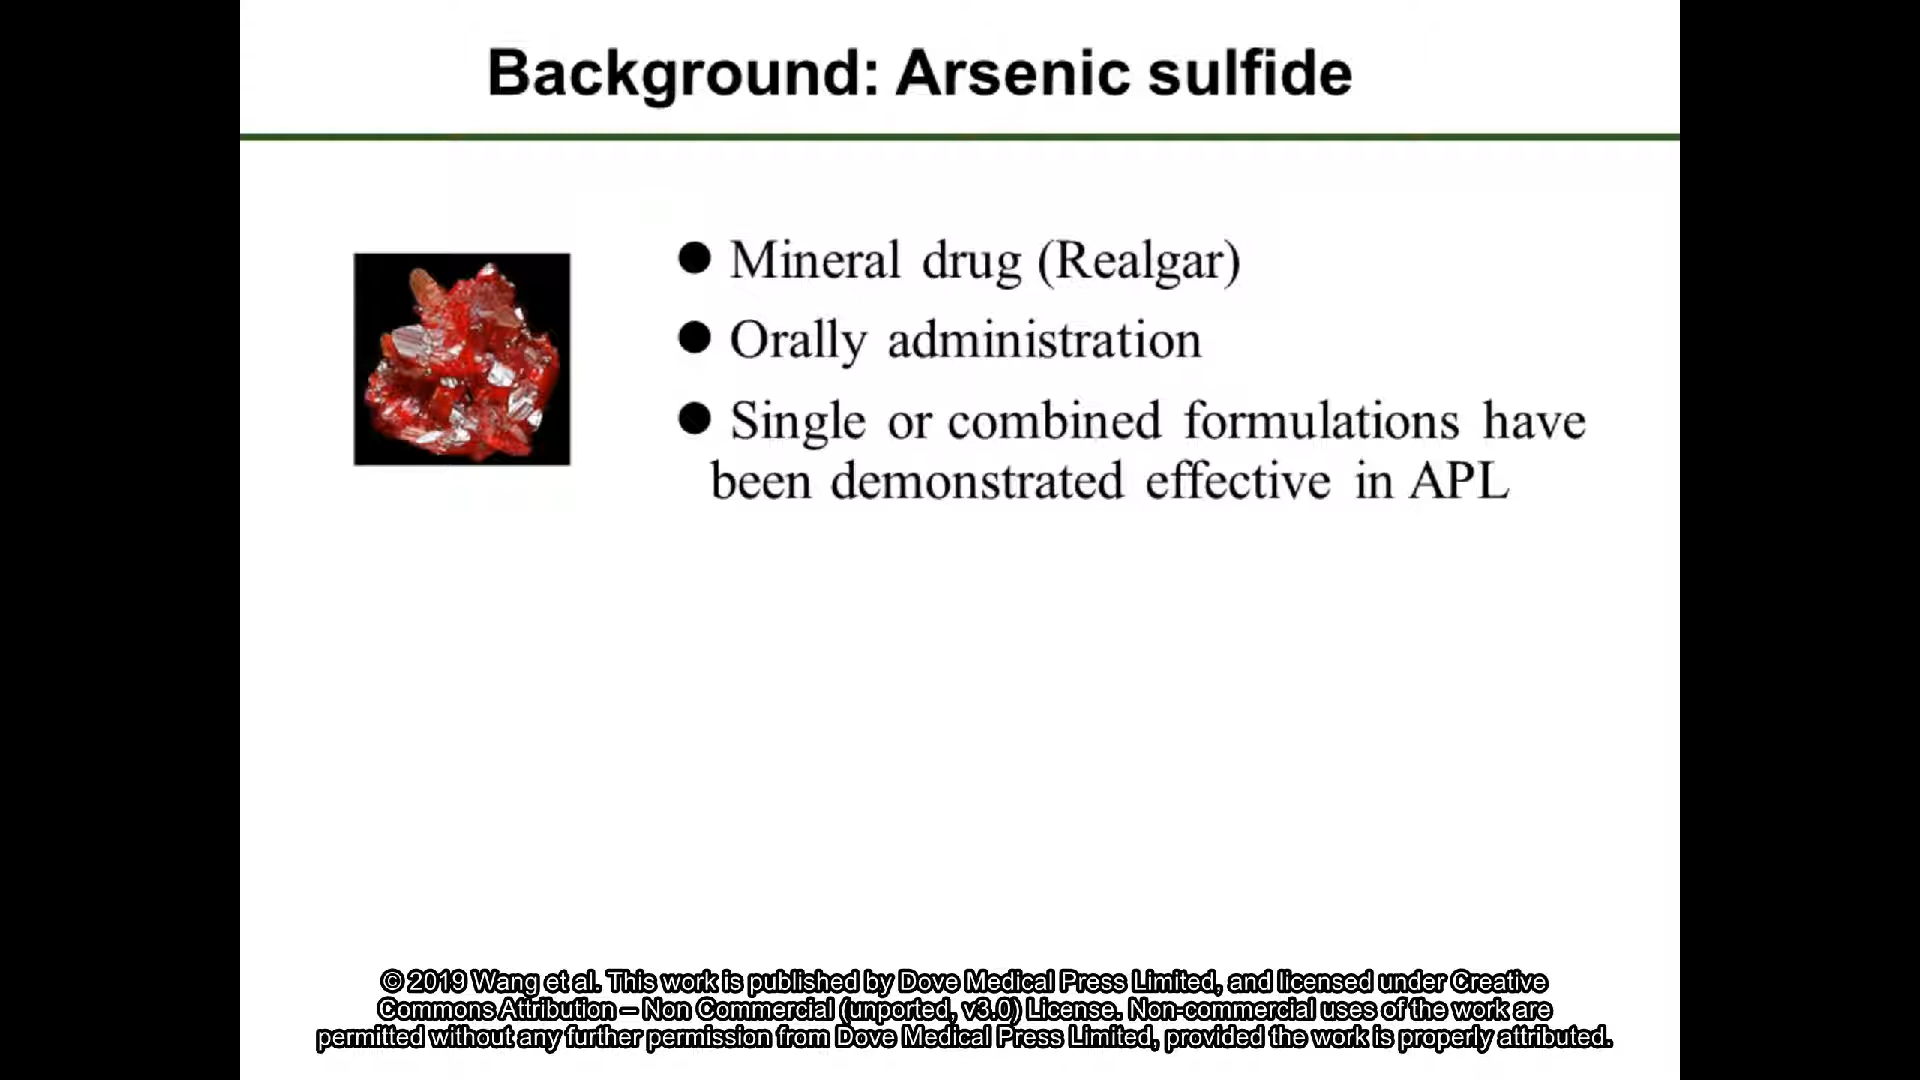 Background: Arsenic sulfide
● Mineral drug (Realgar)
● Orally administration
● Single or combined formulations have
been demonstrated effective in APL
© 2019 Wang et al. This work is published by Dove Medical Press Limited, and licensed under Creative
Commons Attribution – Non Commercial (unported, v3.0) License. Non-commercial uses of the work are
permitted without any further permission from Dove Medical Press Limited, provided the work is properly attributed.